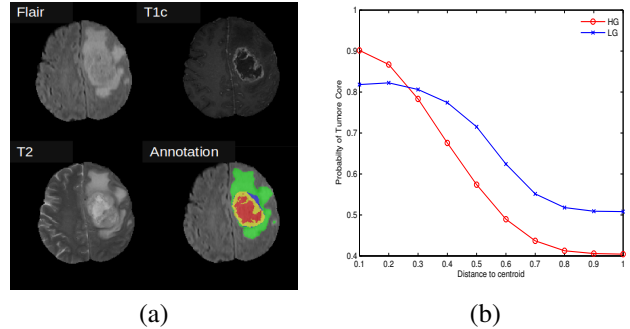 Flair
T1c
T2
Annotation
(a)
HG
LG
Probability of Tumore Core
1
0.9
0.8
0.7
0.6
0.5
0.4
0.1 0.2 0.3 0.4 0.5 0.6 0.7 0.8 0.9 1
Distance to centroid
(b)